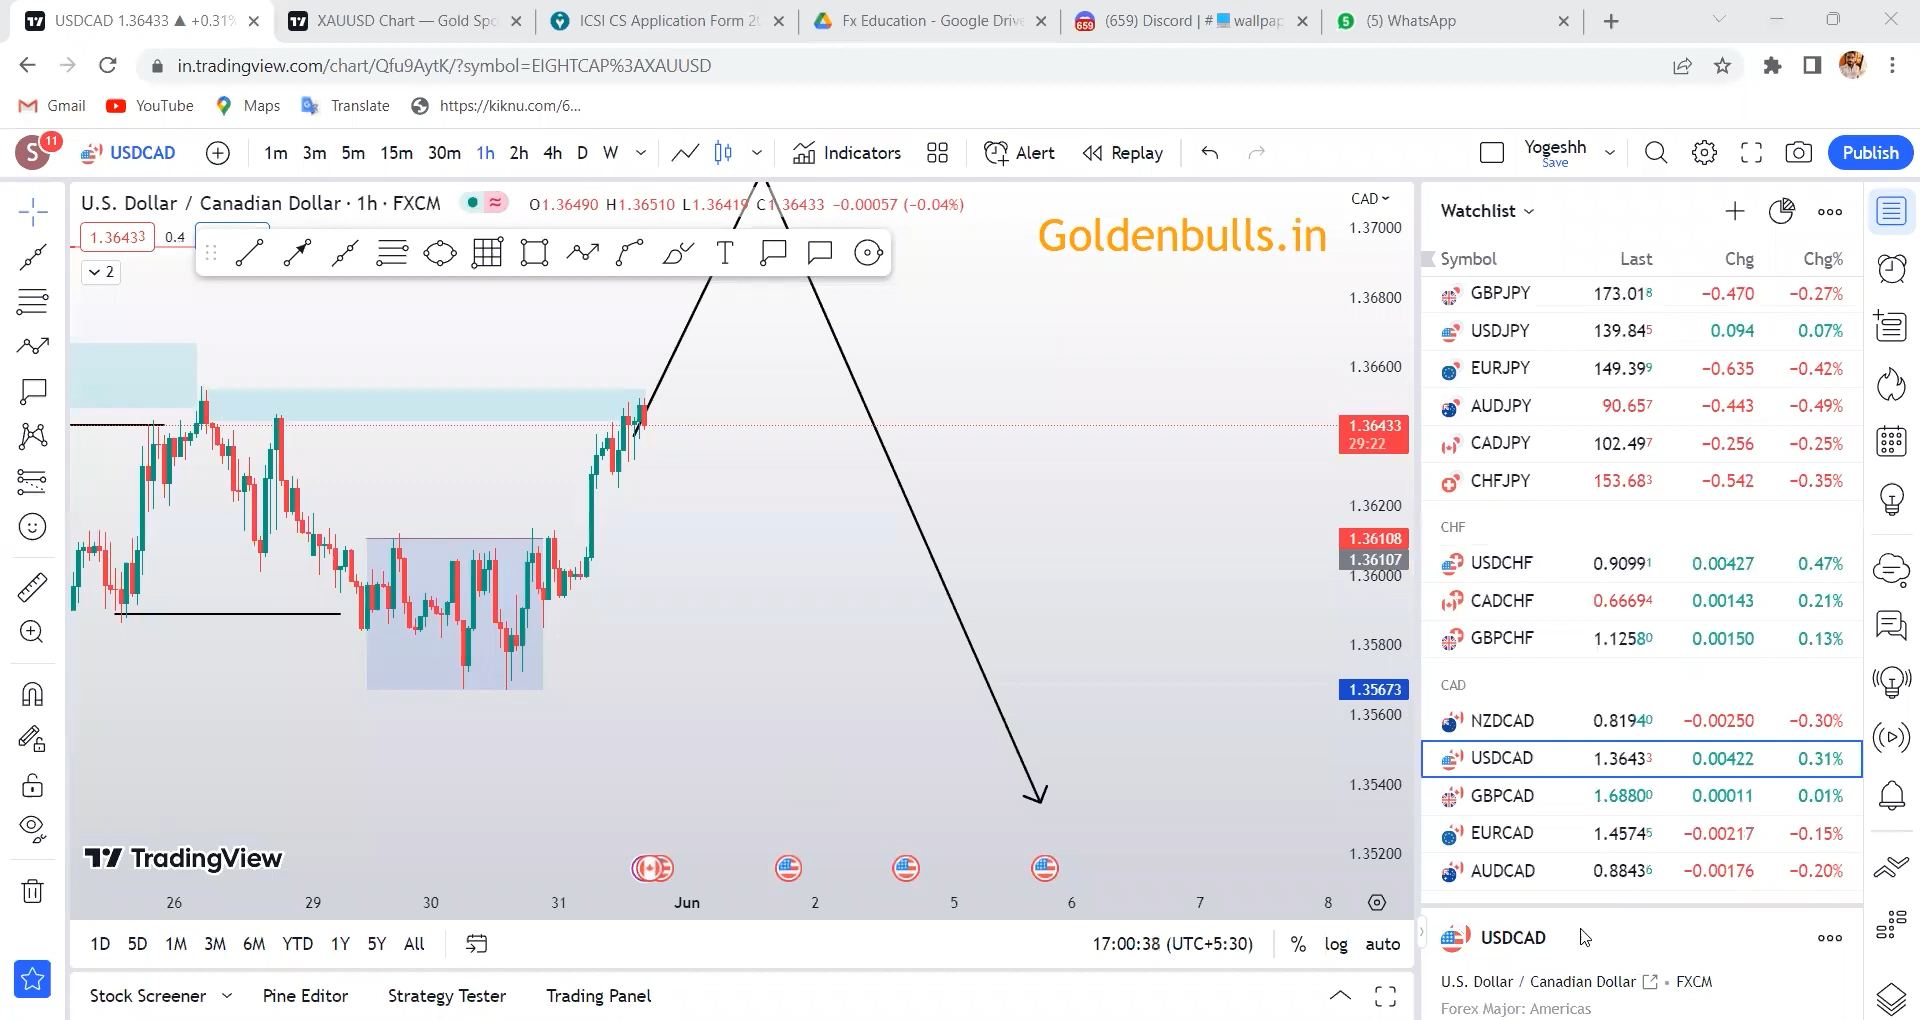 USDCAD 1.36433 ▲ +0.31%
XAUUSD Chart — Gold Spo
ICSI CS Application Form 2
Fx Education - Google Drive
(659) Discord | # wallpap
(5) WhatsApp
in.tradingview.com/chart/Qfu9AytK/?symbol=EIGHTCAP%3AXAUUSD
Gmail YouTube Maps Translate https://kiknu.com/6...
S 11 USDCAD 1m 3m 5m 15m 30m 1h 2h 4h D W Indicators Alert Replay Yogeshh Save Publish
U.S. Dollar / Canadian Dollar · 1h · FXCM O1.36490 H1.36510 L1.36419 C1.36433 −0.00057 (−0.04%)
1.36433 0.4
2
Goldenbulls.in
CAD
1.37000
1.36800
1.36600
1.36433
29:22
1.36200
1.36108
1.36107
1.36000
1.35800
1.35673
1.35600
1.35400
1.35200
TradingView
26 29 30 31 Jun 2 5 6 7 8
1D 5D 1M 3M 6M YTD 1Y 5Y All 17:00:38 (UTC+5:30) % log auto
Stock Screener Pine Editor Strategy Tester Trading Panel
Watchlist
Symbol Last Chg Chg%
GBPJPY 173.018 −0.470 −0.27%
USDJPY 139.845 0.094 0.07%
EURJPY 149.399 −0.635 −0.42%
AUDJPY 90.657 −0.443 −0.49%
CADJPY 102.497 −0.256 −0.25%
CHFJPY 153.683 −0.542 −0.35%
CHF
USDCHF 0.90991 0.00427 0.47%
CADCHF 0.66694 0.00143 0.21%
GBPCHF 1.12580 0.00150 0.13%
CAD
NZDCAD 0.81940 −0.00250 −0.30%
USDCAD 1.36433 0.00422 0.31%
GBPCAD 1.68800 0.00011 0.01%
EURCAD 1.45745 −0.00217 −0.15%
AUDCAD 0.88436 −0.00176 −0.20%
USDCAD
U.S. Dollar / Canadian Dollar • FXCM
Forex Major: Americas